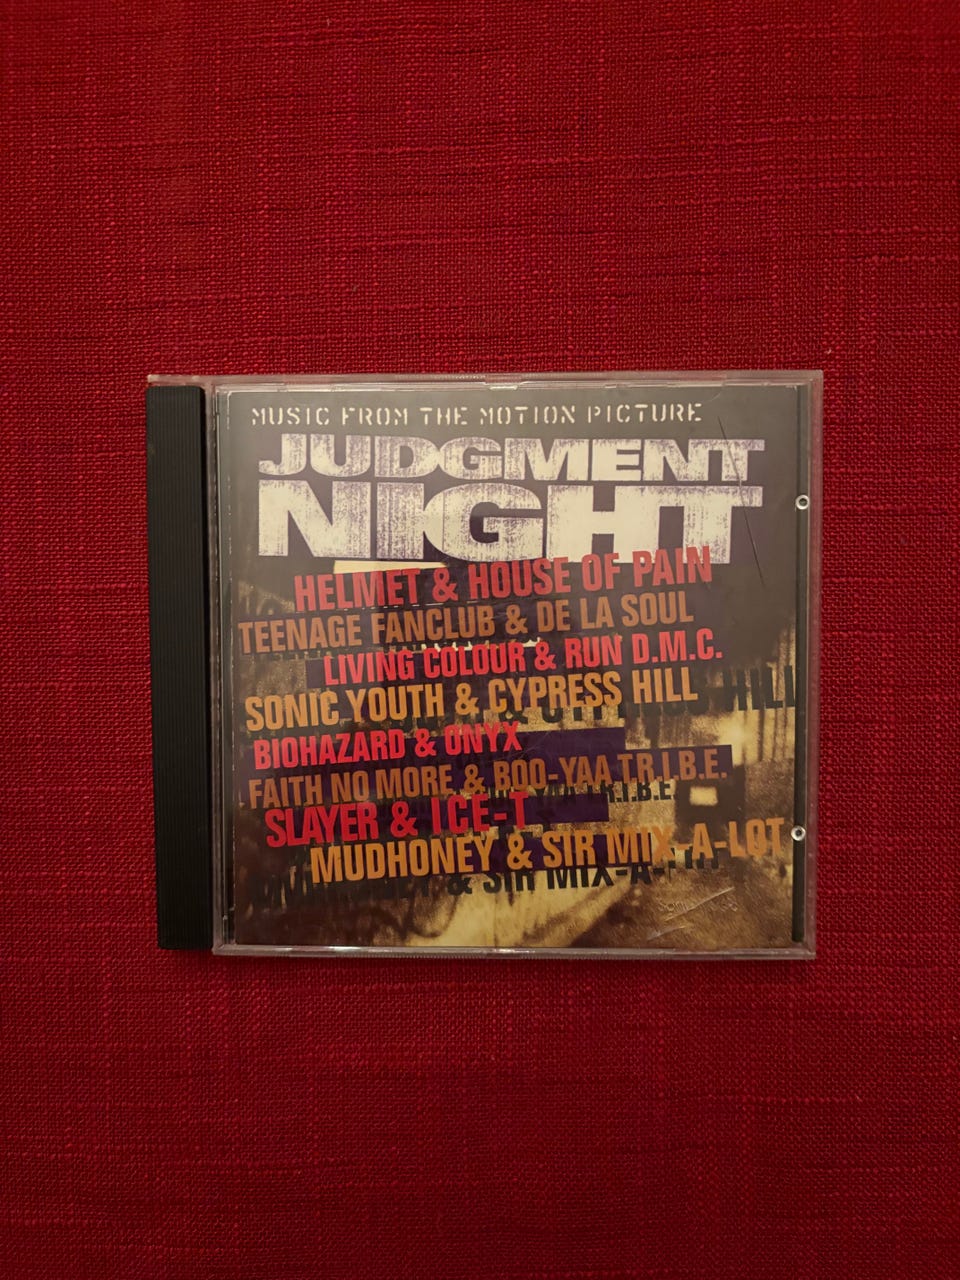 MUSIC FROM THE MOTION PICTURE
JUDGMENT
NIGHT
HELMET & HOUSE OF PAIN
TEENAGE FANCLUB & DE LA SOUL
LIVING COLOUR & RUN D.M.C.
SONIC YOUTH & CYPRESS HILL
BIOHAZARD & ONYX
FAITH NO MORE & BOO-YAA T.R.I.B.E.
SLAYER & ICE-T
MUDHONEY & SIR MIX-A-LOT